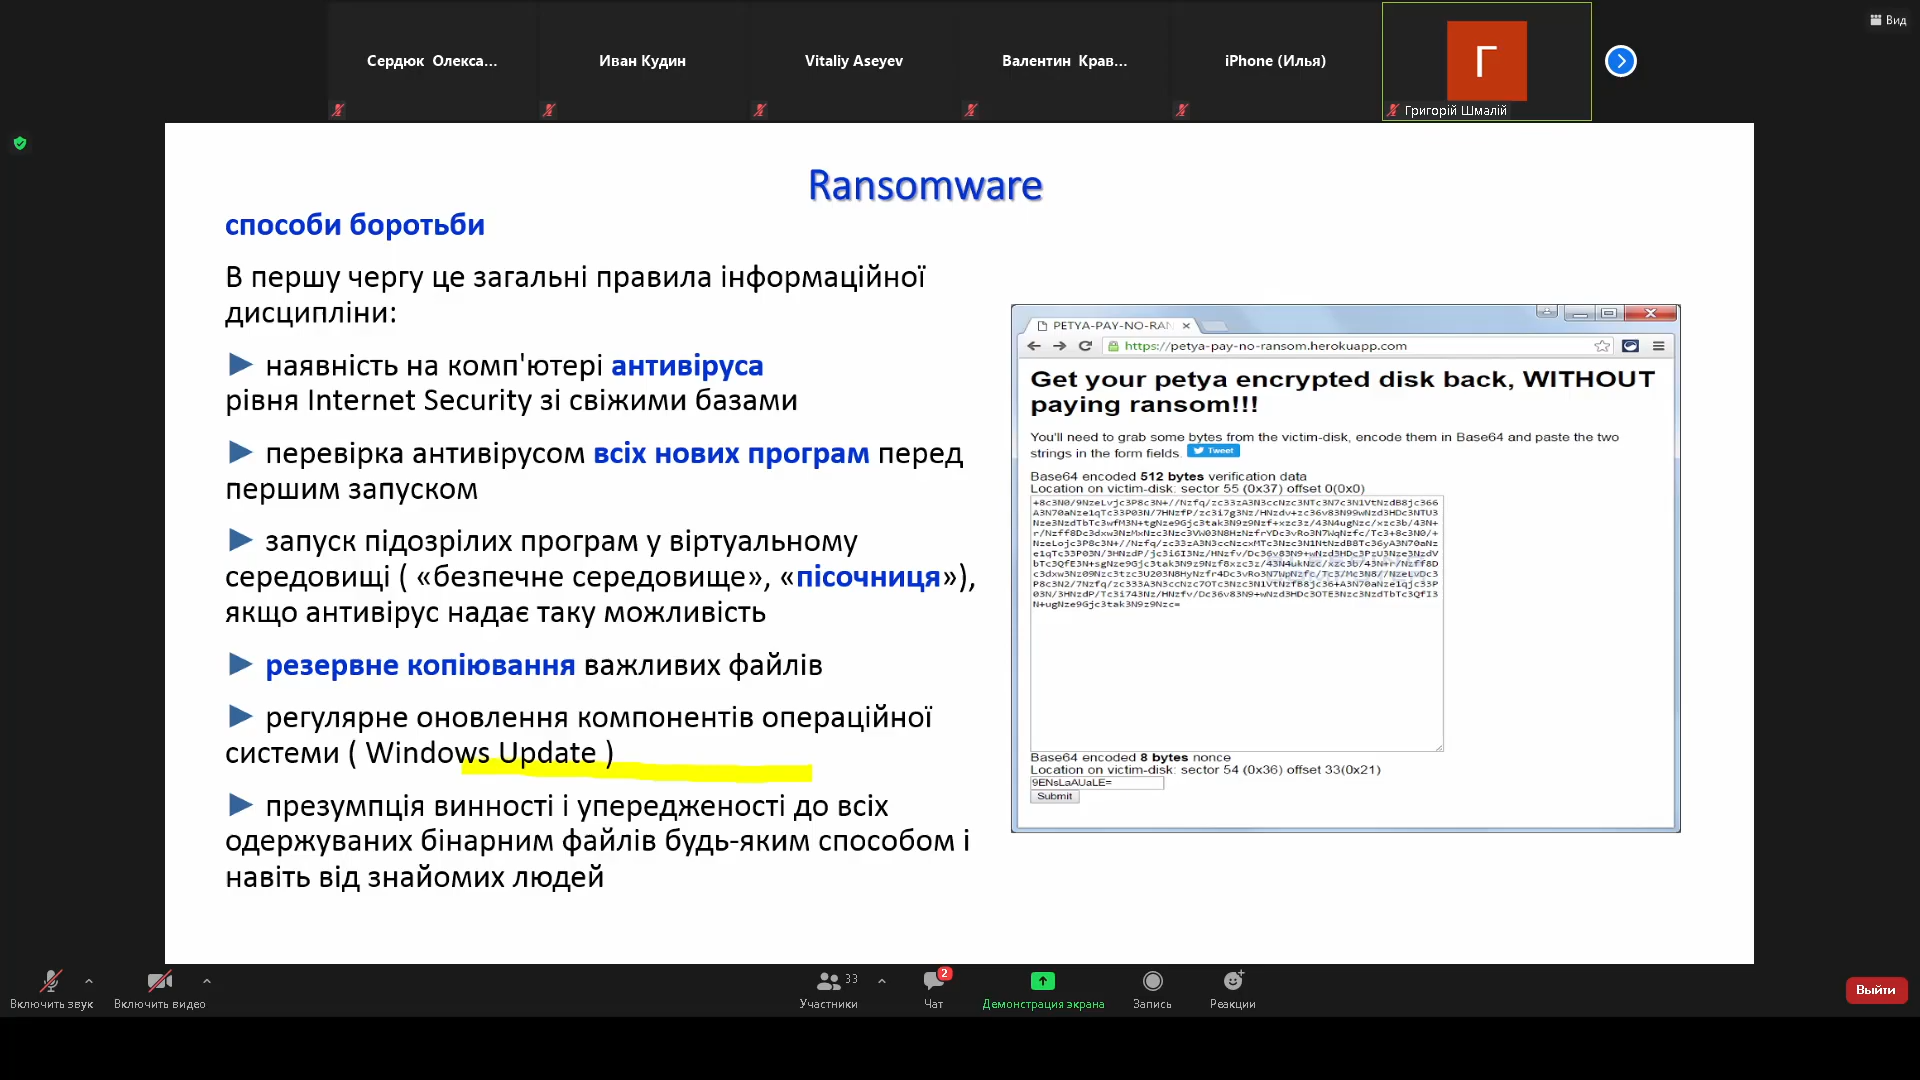 Вид
Сердюк Олекса...
Иван Кудин
Vitaliy Aseyev
Валентин Крав...
iPhone (Илья)
Г
Григорій Шмалій
Ransomware
способи боротьби
В першу чергу це загальні правила інформаційної
дисципліни:
► наявність на комп'ютері антивіруса
рівня Internet Security зі свіжими базами
► перевірка антивірусом всіх нових програм перед
першим запуском
► запуск підозрілих програм у віртуальному
середовищі ( «безпечне середовище», «пісочниця»),
якщо антивірус надає таку можливість
► резервне копіювання важливих файлів
► регулярне оновлення компонентів операційної
системи ( Windows Update )
► презумпція винності і упередженості до всіх
одержуваних бінарним файлів будь-яким способом і
навіть від знайомих людей
PETYA-PAY-NO-RAN
https://petya-pay-no-ransom.herokuapp.com
Get your petya encrypted disk back, WITHOUT
paying ransom!!!
You'll need to grab some bytes from the victim-disk, encode them in Base64 and paste the two
strings in the form fields. Tweet
Base64 encoded 512 bytes verification data
Location on victim-disk: sector 55 (0x37) offset 0(0x0)
Base64 encoded 8 bytes nonce
Location on victim-disk: sector 54 (0x36) offset 33(0x21)
9ENsLaAUaLE=
Submit
Включить звук
Включить видео
33
Участники
2
Чат
Демонстрация экрана
Запись
Реакции
Выйти